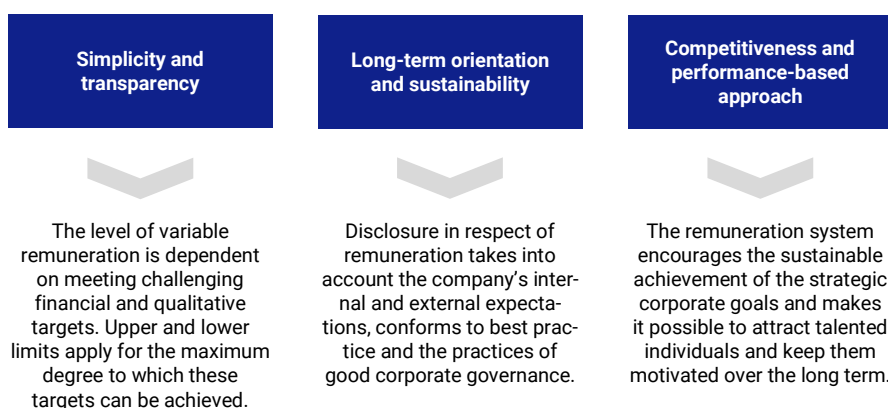 Simplicity and
transparency
The level of variable
remuneration is dependent
on meeting challenging
financial and qualitative
targets. Upper and lower
limits apply for the maximum
degree to which these
targets can be achieved.
Long-term orientation
and sustainability
Disclosure in respect of
remuneration takes into
account the company’s inter-
nal and external expecta-
tions, conforms to best prac-
tice and the practices of
good corporate governance.
Competitiveness and
performance-based
approach
The remuneration system
encourages the sustainable
achievement of the strategic
corporate goals and makes
it possible to attract talented
individuals and keep them
motivated over the long term.